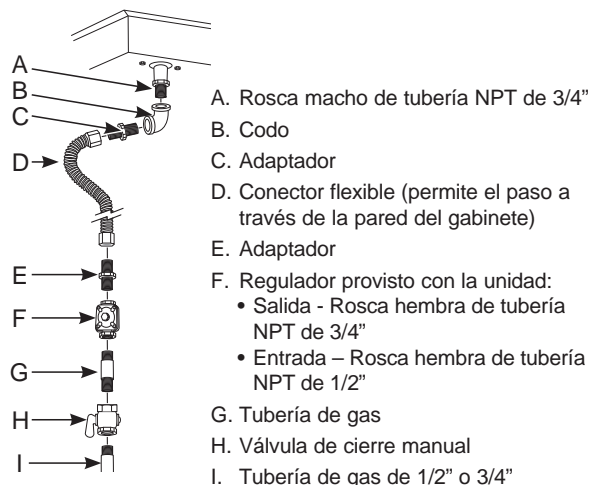 A
B
C
D
E
F
G
H
I
A. Rosca macho de tubería NPT de 3/4”
B. Codo
C. Adaptador
D. Conector flexible (permite el paso a
través de la pared del gabinete)
E. Adaptador
F. Regulador provisto con la unidad:
• Salida - Rosca hembra de tubería
NPT de 3/4”
• Entrada – Rosca hembra de tubería
NPT de 1/2”
G. Tubería de gas
H. Válvula de cierre manual
I. Tubería de gas de 1/2” o 3/4”